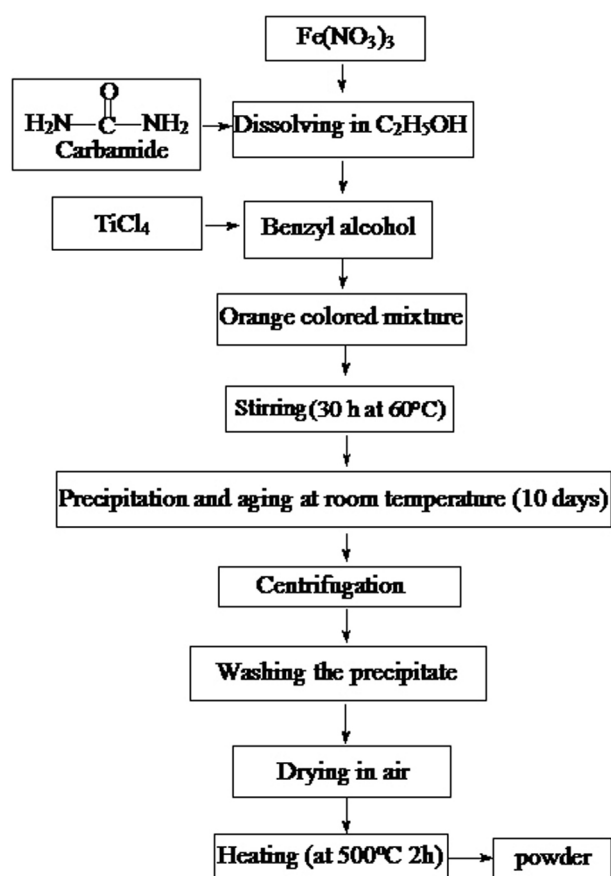 Fe(NO₃)₃
O
H₂N—C—NH₂
Carbamide
Dissolving in C₂H₅OH
TiCl₄
Benzyl alcohol
Orange colored mixture
Stirring (30 h at 60°C)
Precipitation and aging at room temperature (10 days)
Centrifugation
Washing the precipitate
Drying in air
Heating (at 500°C 2h)
powder